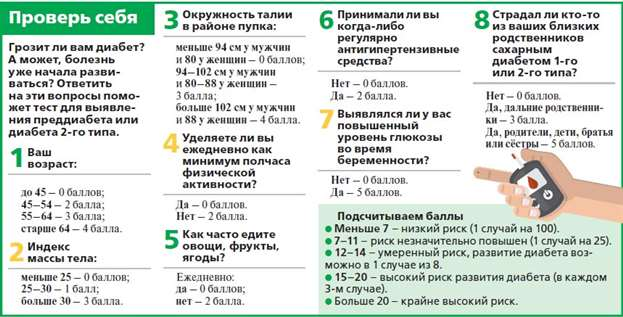 Проверь себя
Грозит ли вам диабет?
А может, болезнь
уже начала разви-
ваться? Ответить
на эти вопросы помо-
жет тест для выявле-
ния преддиабета или
диабета 2-го типа.
1 Ваш
возраст:
до 45 – 0 баллов;
45–54 – 2 балла;
55–64 – 3 балла;
старше 64 – 4 балла.
2 Индекс
массы тела:
меньше 25 – 0 баллов;
25–30 – 1 балл;
больше 30 – 3 балла.
3 Окружность талии
в районе пупка:
меньше 94 см у мужчин
и 80 у женщин – 0 баллов;
94–102 см у мужчин
и 80–88 у женщин –
3 балла;
больше 102 см у мужчин
и 88 у женщин – 4 балла.
4 Уделяете ли вы
ежедневно как
минимум полчаса
физической
активности?
Да – 0 баллов.
Нет – 2 балла.
5 Как часто едите
овощи, фрукты,
ягоды?
Ежедневно:
да – 0 баллов;
нет – 2 балла.
6 Принимали ли вы
когда-либо
регулярно
антигипертензивные
средства?
Нет – 0 баллов.
Да – 2 балла.
7 Выявлялся ли у вас
повышенный
уровень глюкозы
во время
беременности?
Нет – 0 баллов.
Да – 5 баллов.
8 Страдал ли кто-то
из ваших близких
родственников
сахарным
диабетом 1-го
или 2-го типа?
Нет – 0 баллов.
Да, дальние родственни-
ки – 3 балла.
Да, родители, дети, братья
или сёстры – 5 баллов.
Подсчитываем баллы
● Меньше 7 – низкий риск (1 случай на 100).
● 7–11 – риск незначительно повышен (1 случай на 25).
● 12–14 – умеренный риск, развитие диабета воз-
можно в 1 случае из 8.
● 15–20 – высокий риск развития диабета (в каждом
3-м случае).
● Больше 20 – крайне высокий риск.